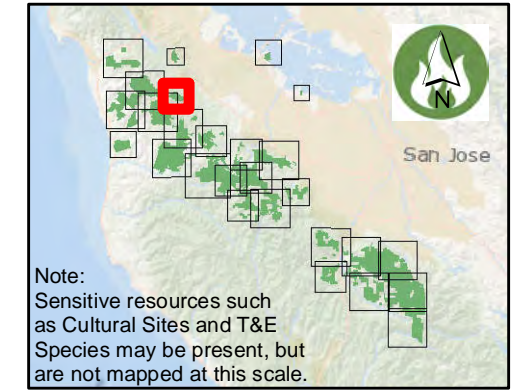 N
San Jose
Note:
Sensitive resources such
as Cultural Sites and T&E
Species may be present, but
are not mapped at this scale.